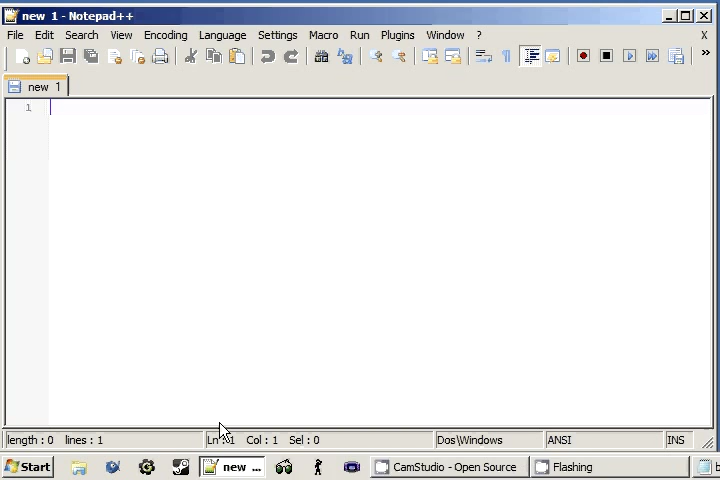 new 1 - Notepad++
File Edit Search View Encoding Language Settings Macro Run Plugins Window ? X
new 1
1
length : 0 lines : 1 Ln : 1 Col : 1 Sel : 0 Dos\Windows ANSI INS
Start new ... CamStudio - Open Source Flashing